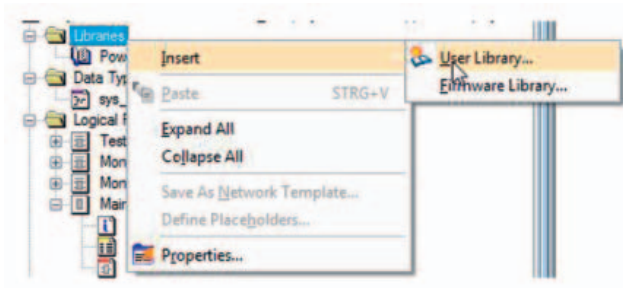 Libraries
Pow
Insert
User Library...
Firmware Library...
Data Typ
sys_
Paste STRG+V
Logical P
Expand All
Test
Mon
Collapse All
Mon
Save As Network Template...
Main
Define Placeholders...
Properties...